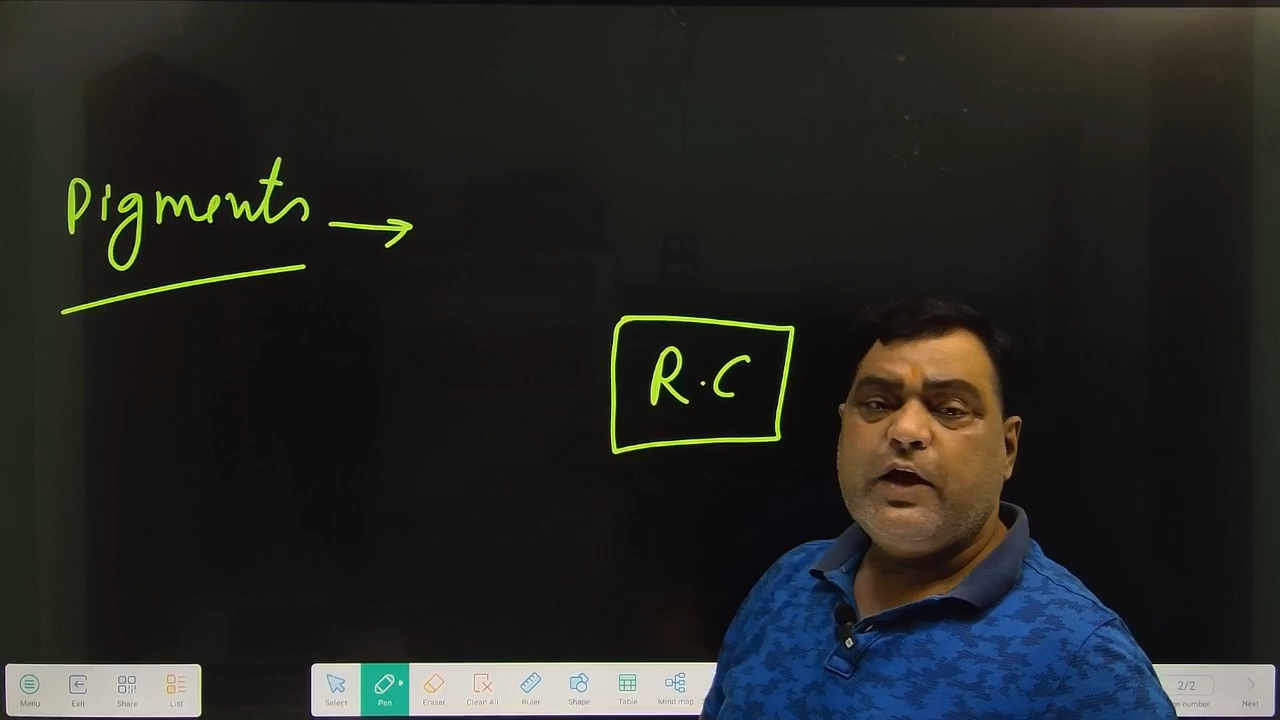 Pigments →
R.C
Menu Exit Share List Select Pen Eraser Clean All Ruler Shape Table Mind map 2/2 Next